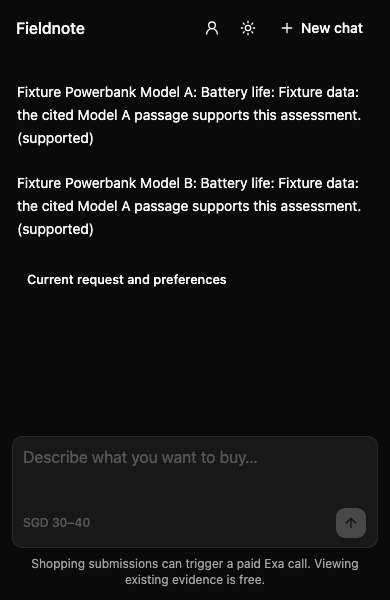 Fieldnote
+ New chat
Fixture Powerbank Model A: Battery life: Fixture data:
the cited Model A passage supports this assessment.
(supported)
Fixture Powerbank Model B: Battery life: Fixture data:
the cited Model A passage supports this assessment.
(supported)
Current request and preferences
Describe what you want to buy...
SGD 30–40
Shopping submissions can trigger a paid Exa call. Viewing
existing evidence is free.